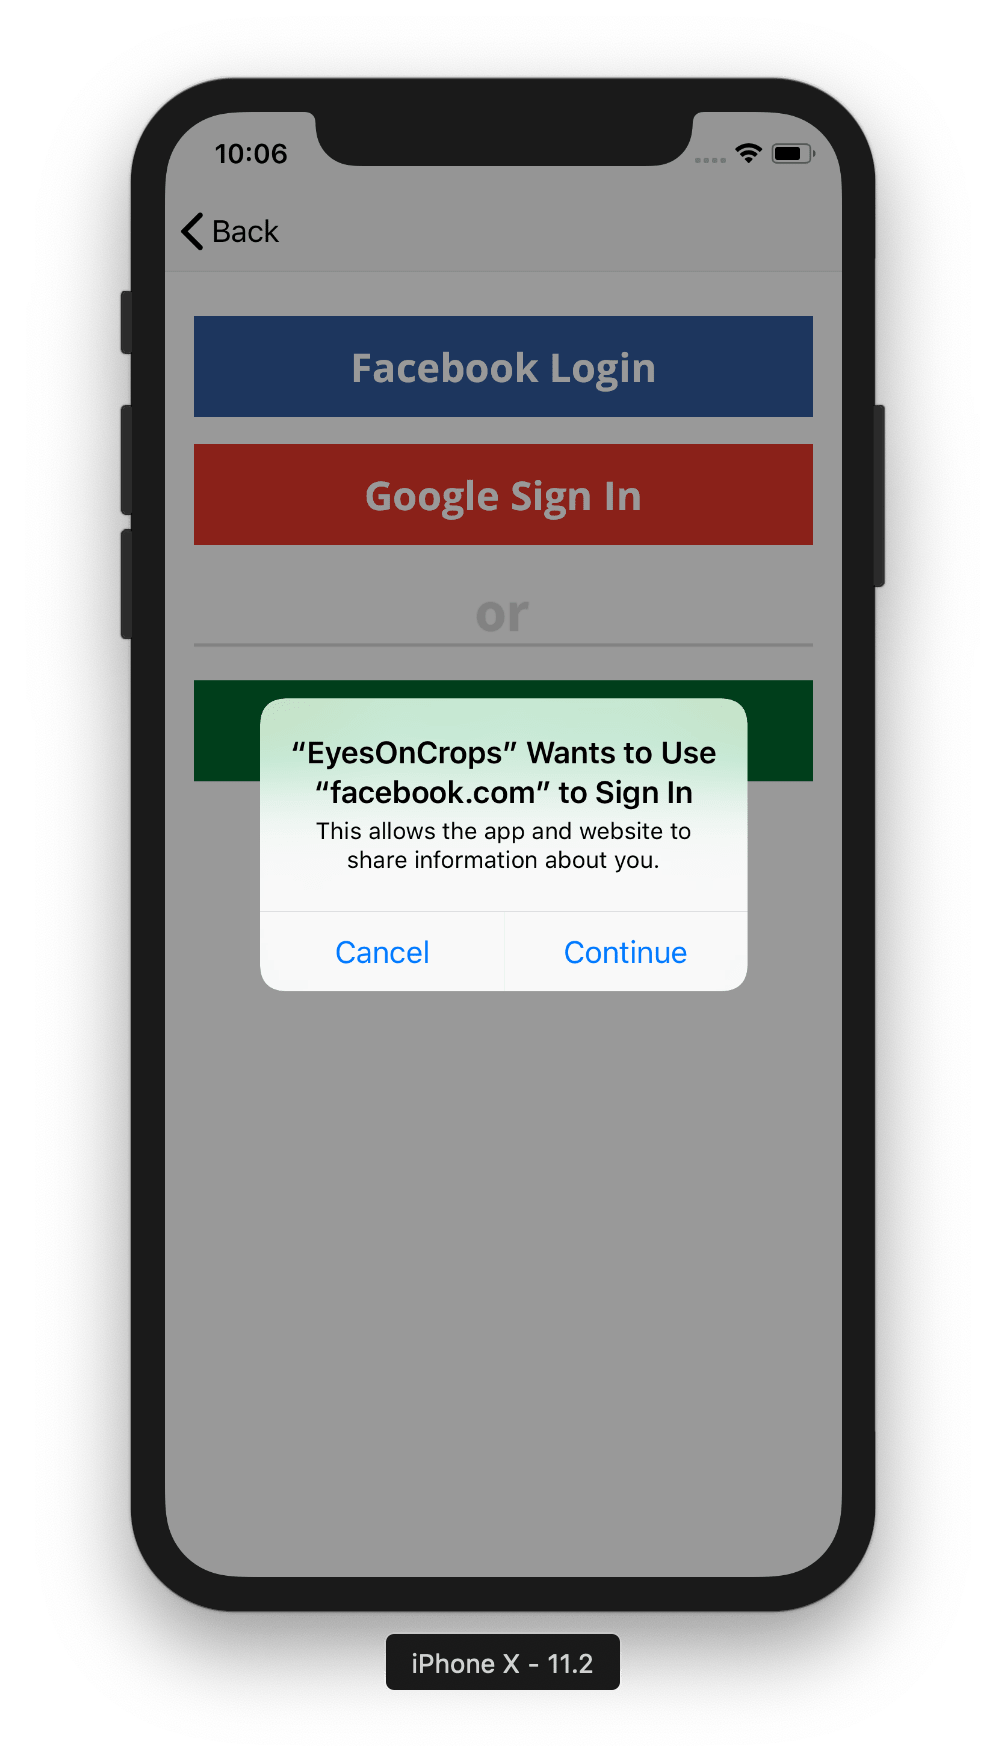 10:06
Back
Facebook Login
Google Sign In
or
“EyesOnCrops” Wants to Use
“facebook.com” to Sign In
This allows the app and website to
share information about you.
Cancel
Continue
iPhone X - 11.2